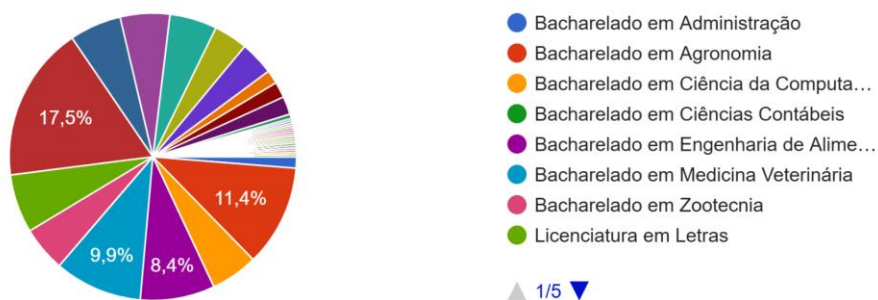 17,5%
11,4%
9,9%
8,4%
Bacharelado em Administração
Bacharelado em Agronomia
Bacharelado em Ciência da Computa…
Bacharelado em Ciências Contábeis
Bacharelado em Engenharia de Alime…
Bacharelado em Medicina Veterinária
Bacharelado em Zootecnia
Licenciatura em Letras
1/5